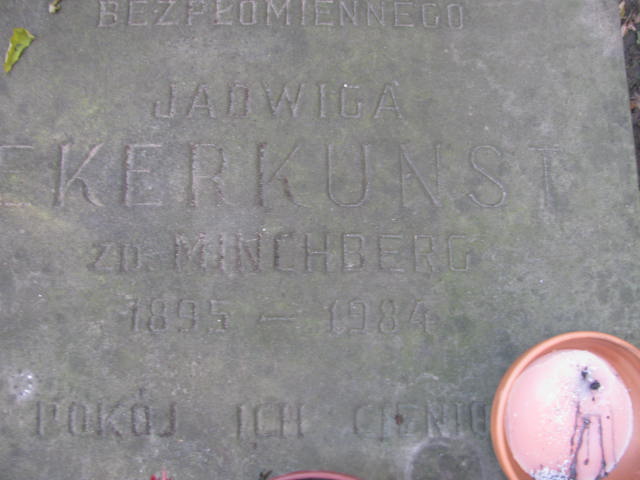 BEZPŁOMIENNEGO
JADWIGA
EKERKUNST
ZD. MINCHBERG
1895 – 1984
POKÓJ ICH CIENIO